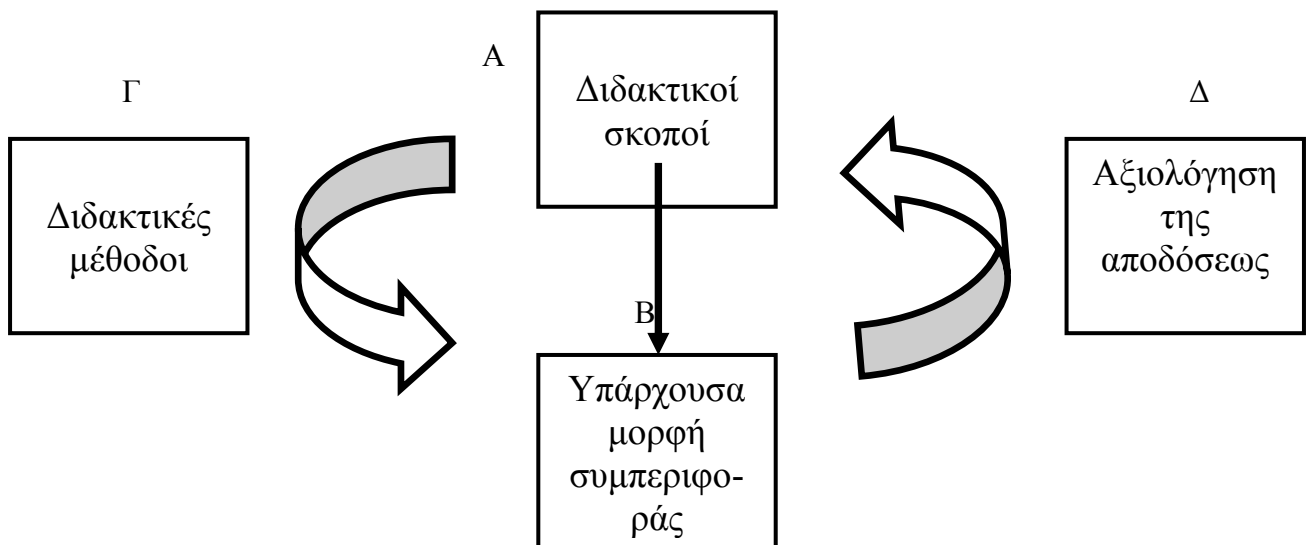 Α
Διδακτικοί
σκοποί
Γ
Διδακτικές
μέθοδοι
Δ
Αξιολόγηση
της
αποδόσεως
Β
Υπάρχουσα
μορφή
συμπεριφο-
ράς